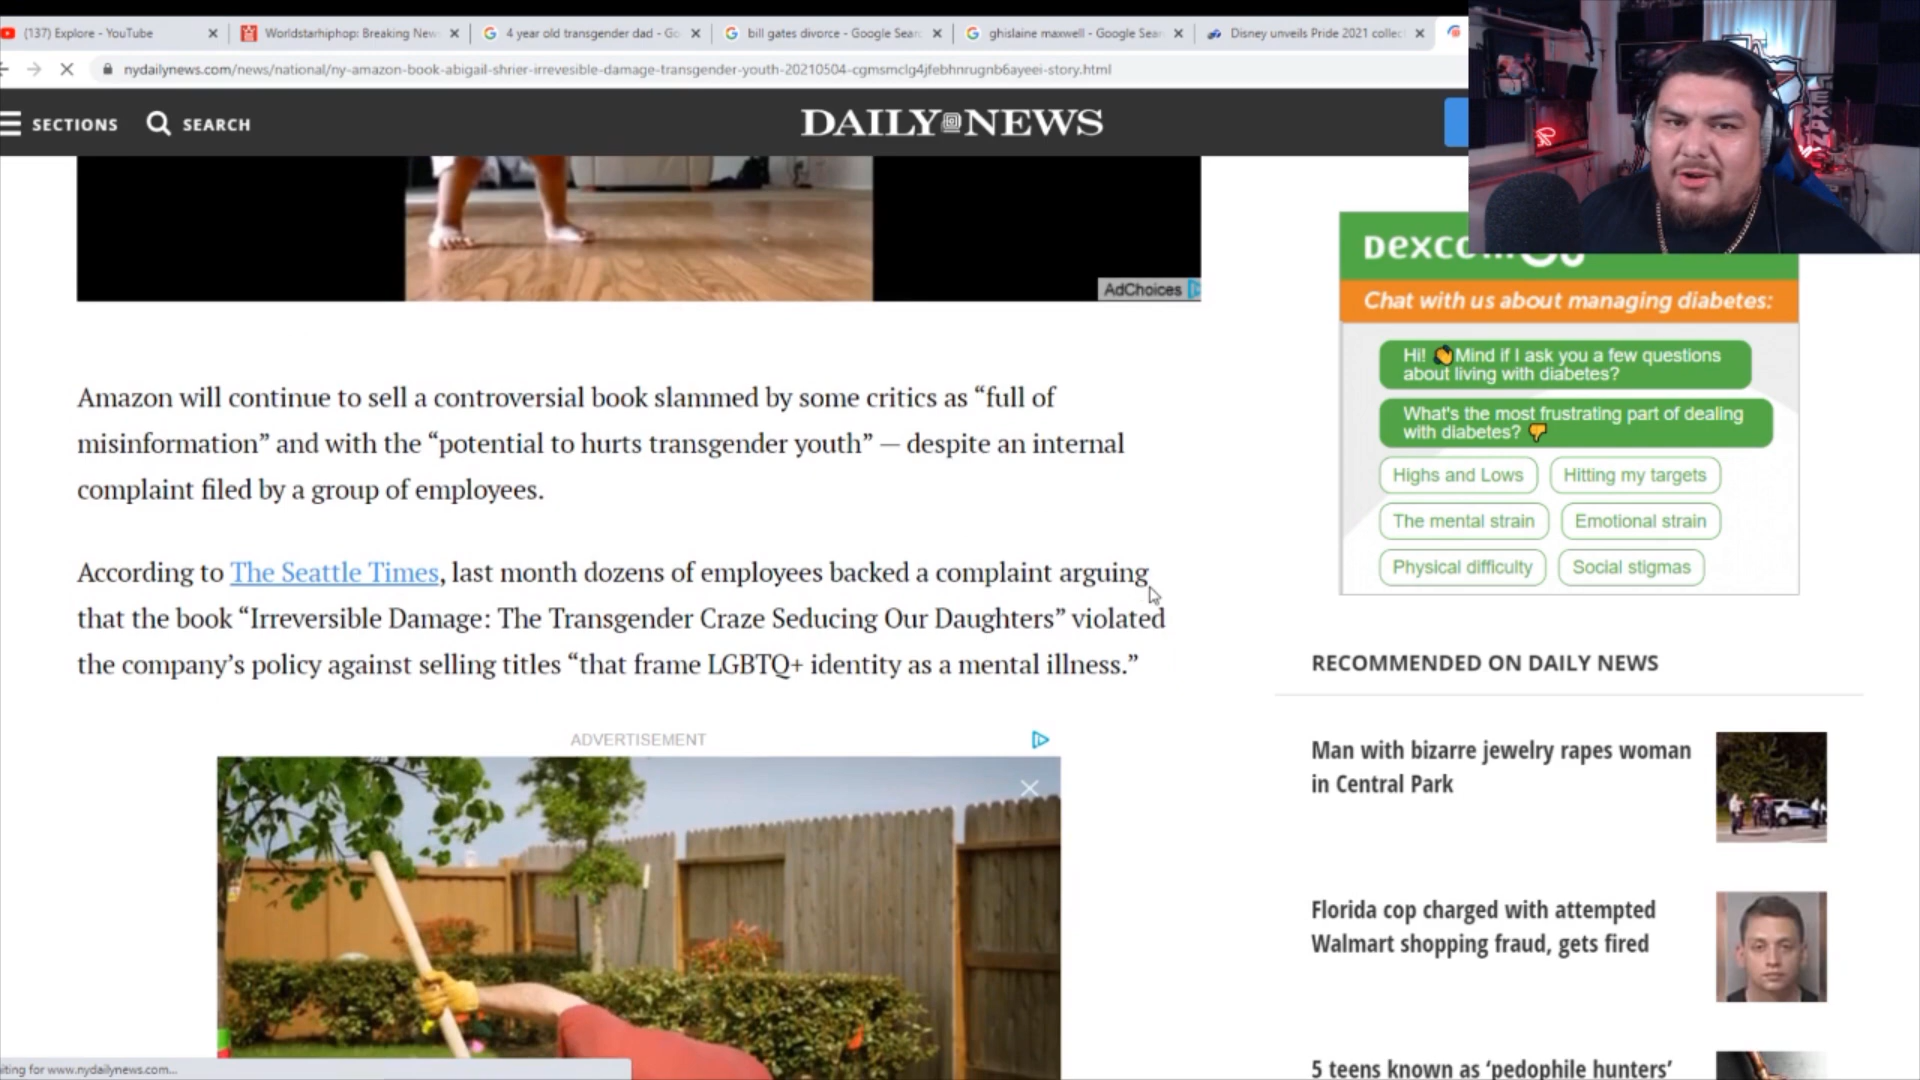 (137) Explore - YouTube
Worldstarhiphop: Breaking New
4 year old transgender dad - Go
bill gates divorce - Google Sear
ghislaine maxwell - Google Sear
Disney unveils Pride 2021 collec
nydailynews.com/news/national/ny-amazon-book-abigail-shrier-irrevesible-damage-transgender-youth-20210504-cgmsmclg4jfebhnrugnb6ayeei-story.html
SECTIONS
SEARCH
DAILY NEWS
AdChoices
Amazon will continue to sell a controversial book slammed by some critics as “full of
misinformation” and with the “potential to hurts transgender youth” — despite an internal
complaint filed by a group of employees.
According to The Seattle Times, last month dozens of employees backed a complaint arguing
that the book “Irreversible Damage: The Transgender Craze Seducing Our Daughters” violated
the company’s policy against selling titles “that frame LGBTQ+ identity as a mental illness.”
ADVERTISEMENT
iting for www.nydailynews.com...
Chat with us about managing diabetes:
Hi! 👋 Mind if I ask you a few questions
about living with diabetes?
What's the most frustrating part of dealing
with diabetes? 👎
Highs and Lows
Hitting my targets
The mental strain
Emotional strain
Physical difficulty
Social stigmas
RECOMMENDED ON DAILY NEWS
Man with bizarre jewelry rapes woman
in Central Park
Florida cop charged with attempted
Walmart shopping fraud, gets fired
5 teens known as ‘pedophile hunters’